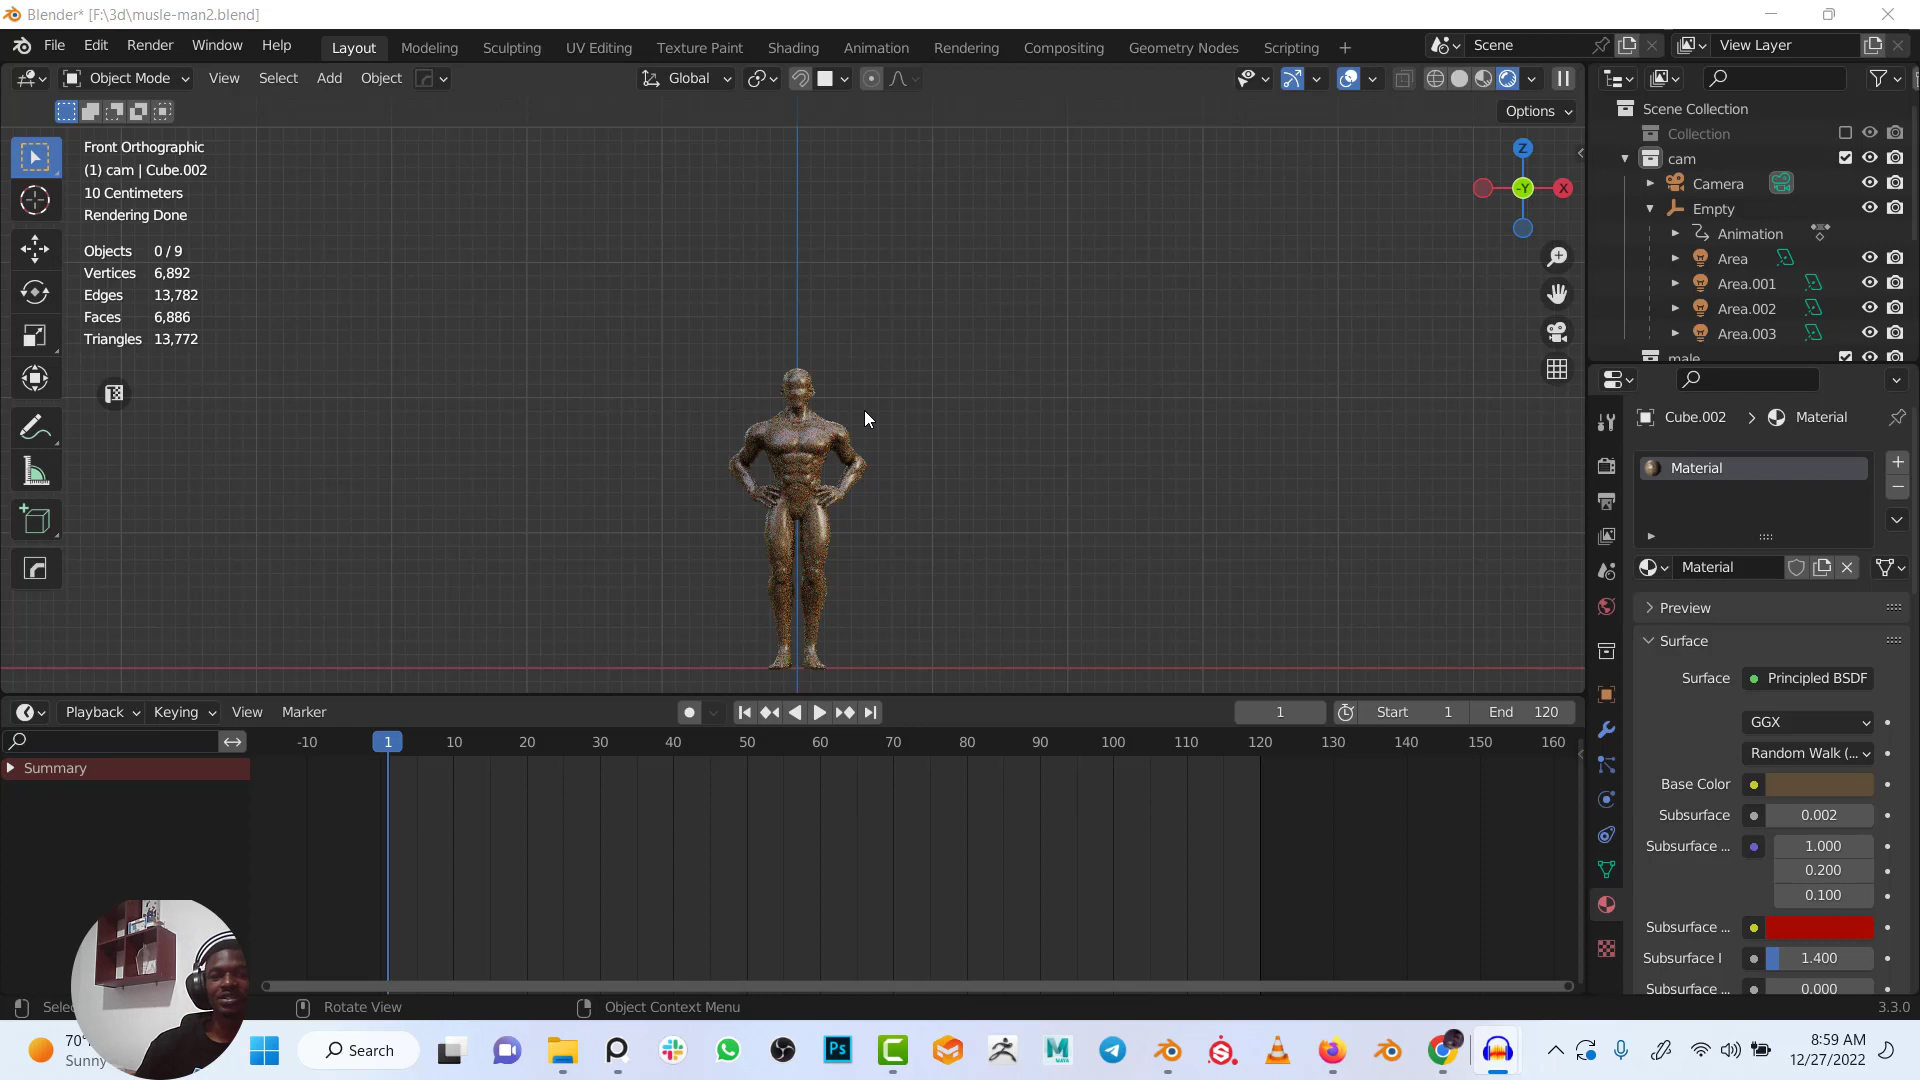 Blender* [F:\3d\musle-man2.blend]
File Edit Render Window Help
Layout Modeling Sculpting UV Editing Texture Paint Shading Animation Rendering Compositing Geometry Nodes Scripting +
Scene
View Layer
Object Mode View Select Add Object
Global
Options
Front Orthographic
(1) cam | Cube.002
10 Centimeters
Rendering Done
Objects 0 / 9
Vertices 6,892
Edges 13,782
Faces 6,886
Triangles 13,772
Z
-Y
X
Scene Collection
Collection
cam
Camera
Empty
Animation
Area
Area.001
Area.002
Area.003
male
Cube.002 > Material
Material
Material
Preview
Surface
Surface Principled BSDF
GGX
Random Walk (...
Base Color
Subsurface 0.002
Subsurface ... 1.000
0.200
0.100
Subsurface ...
Subsurface I 1.400
Subsurface ... 0.000
Playback Keying View Marker
1
Start 1
End 120
-10 1 10 20 30 40 50 60 70 80 90 100 110 120 130 140 150 160
Summary
Rotate View
Object Context Menu
3.3.0
Sunny
Search
Ps
8:59 AM
12/27/2022